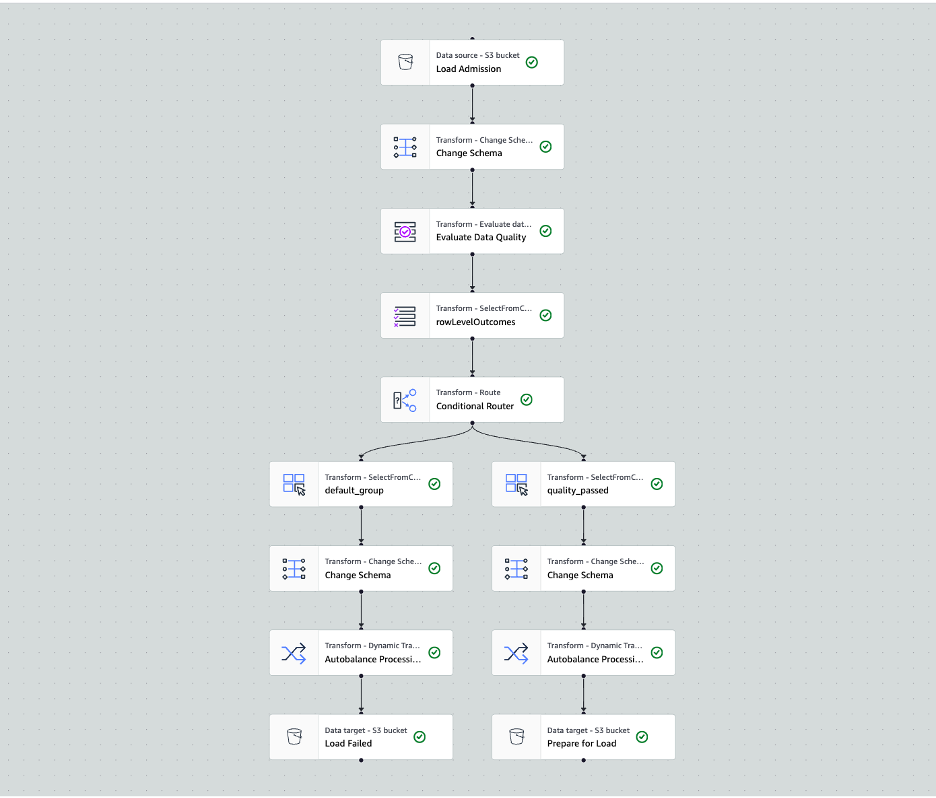 Data source - S3 bucket
Load Admission
Transform - Change Sche...
Change Schema
Transform - Evaluate dat...
Evaluate Data Quality
Transform - SelectFromC...
rowLevelOutcomes
Transform - Route
Conditional Router
Transform - SelectFromC...
default_group
Transform - SelectFromC...
quality_passed
Transform - Change Sche...
Change Schema
Transform - Change Sche...
Change Schema
Transform - Dynamic Tra...
Autobalance Processi...
Transform - Dynamic Tra...
Autobalance Processi...
Data target - S3 bucket
Load Failed
Data target - S3 bucket
Prepare for Load